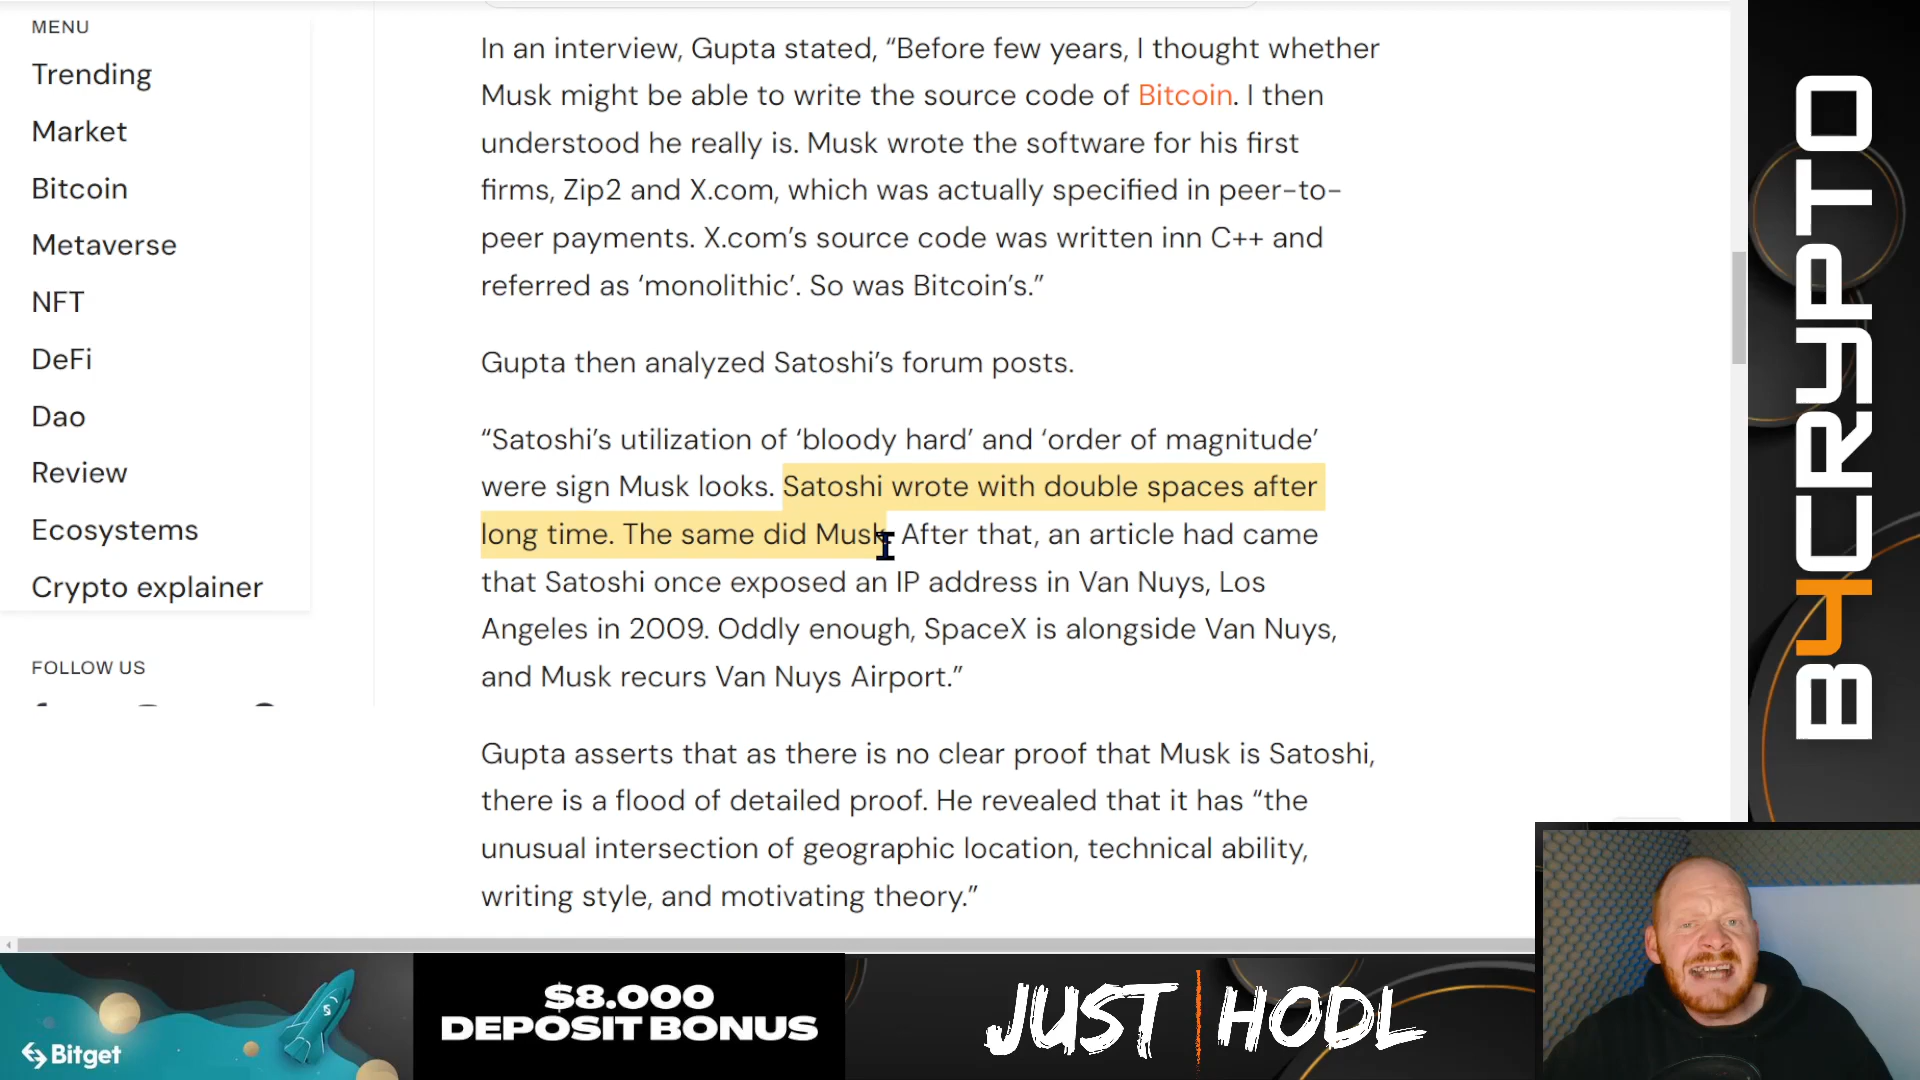 MENU
Trending
Market
Bitcoin
Metaverse
NFT
DeFi
Dao
Review
Ecosystems
Crypto explainer
FOLLOW US
In an interview, Gupta stated, “Before few years, I thought whether
Musk might be able to write the source code of Bitcoin. I then
understood he really is. Musk wrote the software for his first
firms, Zip2 and X.com, which was actually specified in peer-to-
peer payments. X.com’s source code was written inn C++ and
referred as ‘monolithic’. So was Bitcoin’s.”
Gupta then analyzed Satoshi’s forum posts.
“Satoshi’s utilization of ‘bloody hard’ and ‘order of magnitude’
were sign Musk looks. Satoshi wrote with double spaces after
long time. The same did Musk. After that, an article had came
that Satoshi once exposed an IP address in Van Nuys, Los
Angeles in 2009. Oddly enough, SpaceX is alongside Van Nuys,
and Musk recurs Van Nuys Airport.”
Gupta asserts that as there is no clear proof that Musk is Satoshi,
there is a flood of detailed proof. He revealed that it has “the
unusual intersection of geographic location, technical ability,
writing style, and motivating theory.”
B4CRYPTO
Bitget
$8.000
DEPOSIT BONUS
JUST HODL